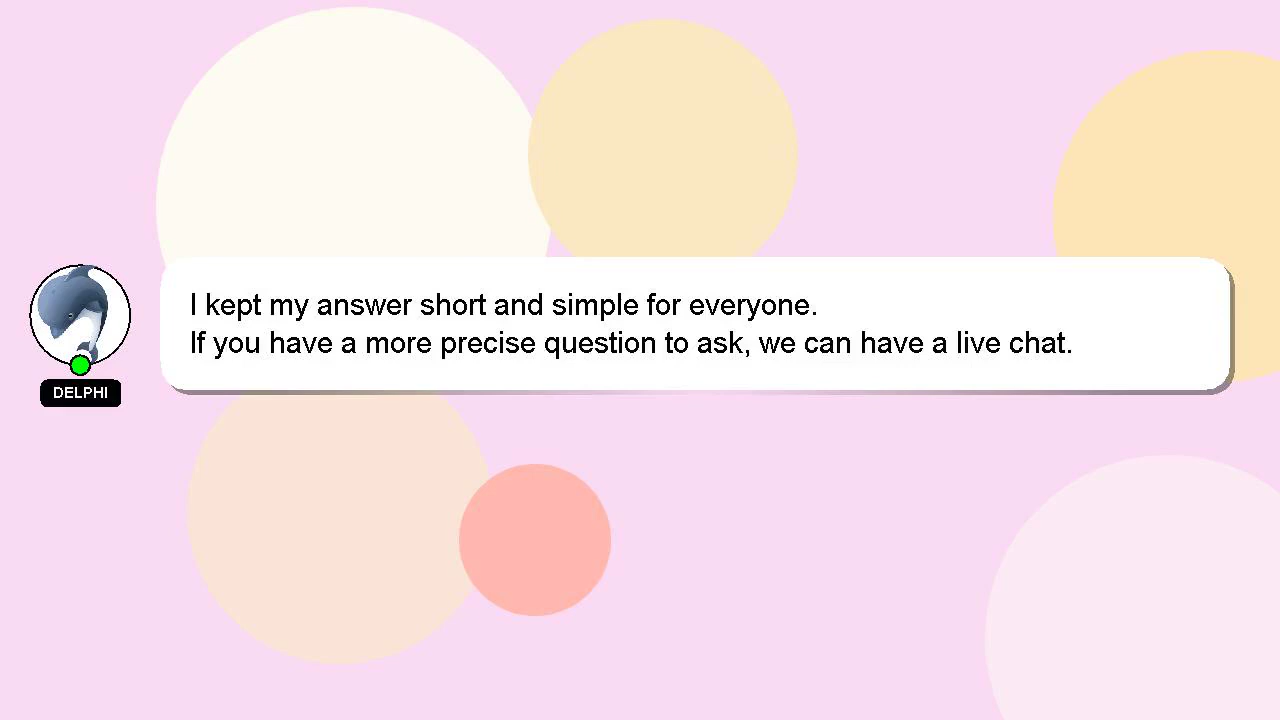 I kept my answer short and simple for everyone.
If you have a more precise question to ask, we can have a live chat.
DELPHI